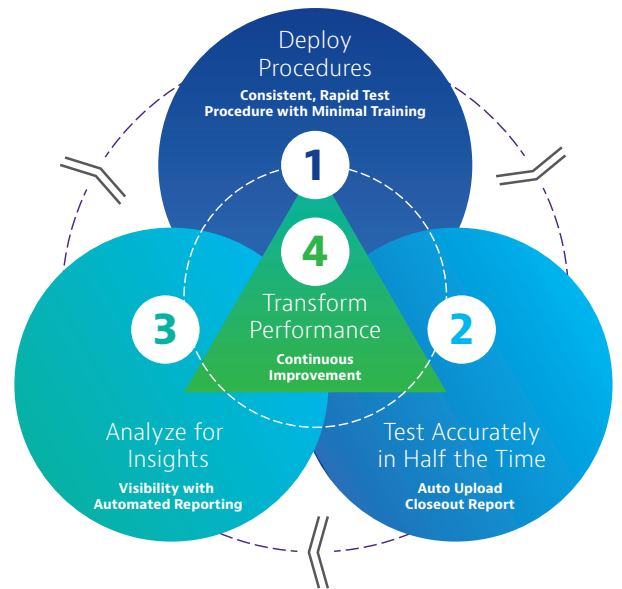 Deploy
Procedures
Consistent, Rapid Test
Procedure with Minimal Training
1
4
Transform
Performance
Continuous
Improvement
3
2
Analyze for
Insights
Visibility with
Automated Reporting
Test Accurately
in Half the Time
Auto Upload
Closeout Report